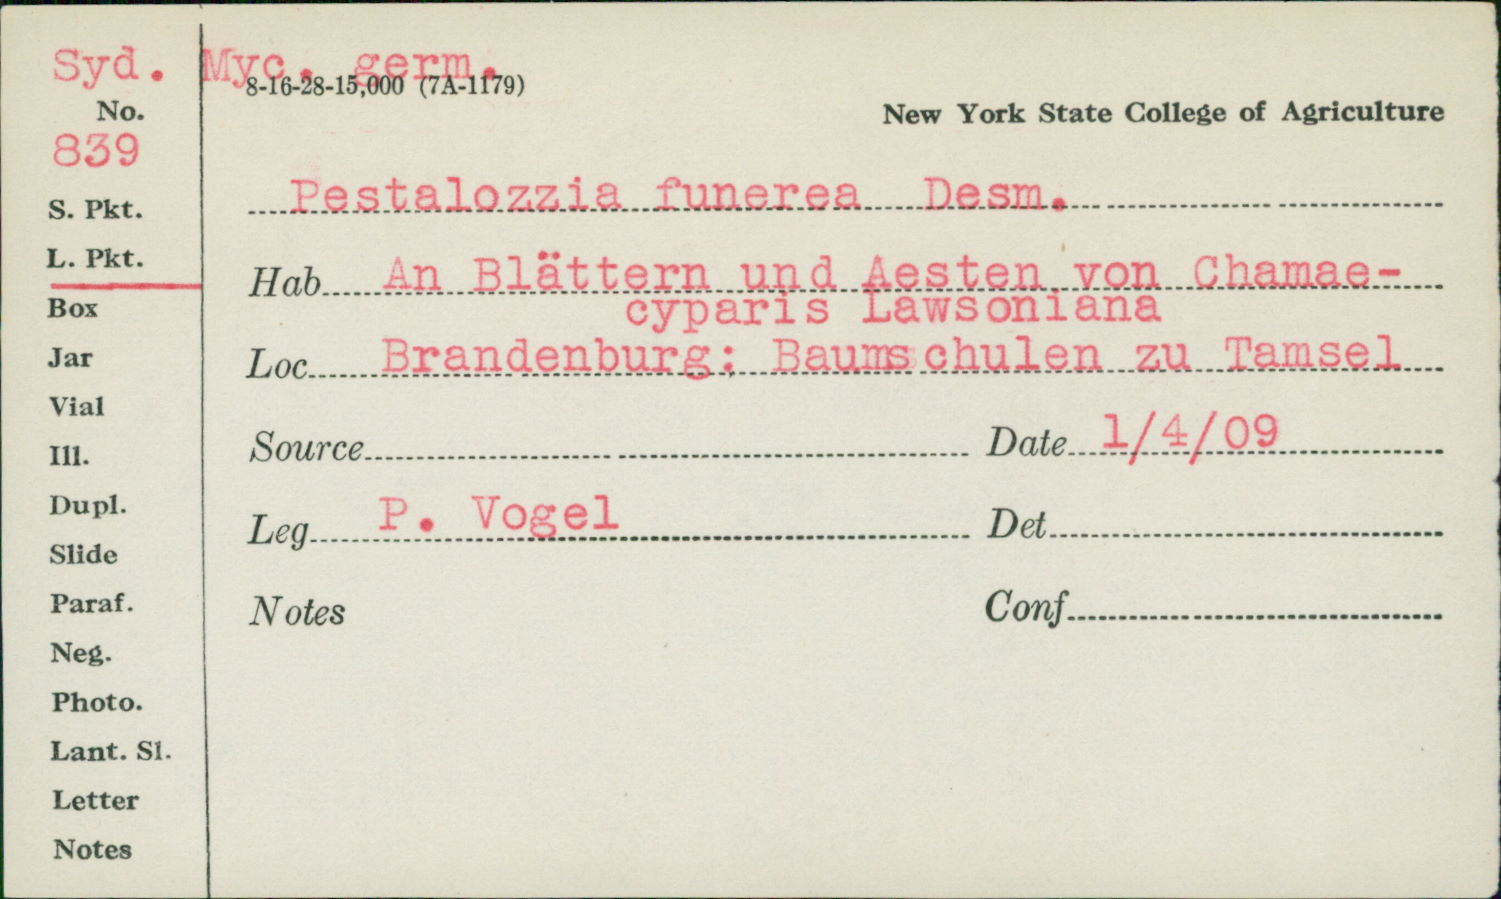 Syd. Myc. germ.
8-16-28-15,000 (7A-1179)
No.
839
New York State College of Agriculture
S. Pkt.
L. Pkt.
Box
Jar
Vial
Ill.
Dupl.
Slide
Paraf.
Neg.
Photo.
Lant. Sl.
Letter
Notes
Pestalozzia funerea Desm.
Hab. An Blättern und Aesten von Chamae-
cyparis Lawsoniana
Loc. Brandenburg: Baumschulen zu Tamsel
Source Date 1/4/09
Leg. P. Vogel Det.
Notes Conf.